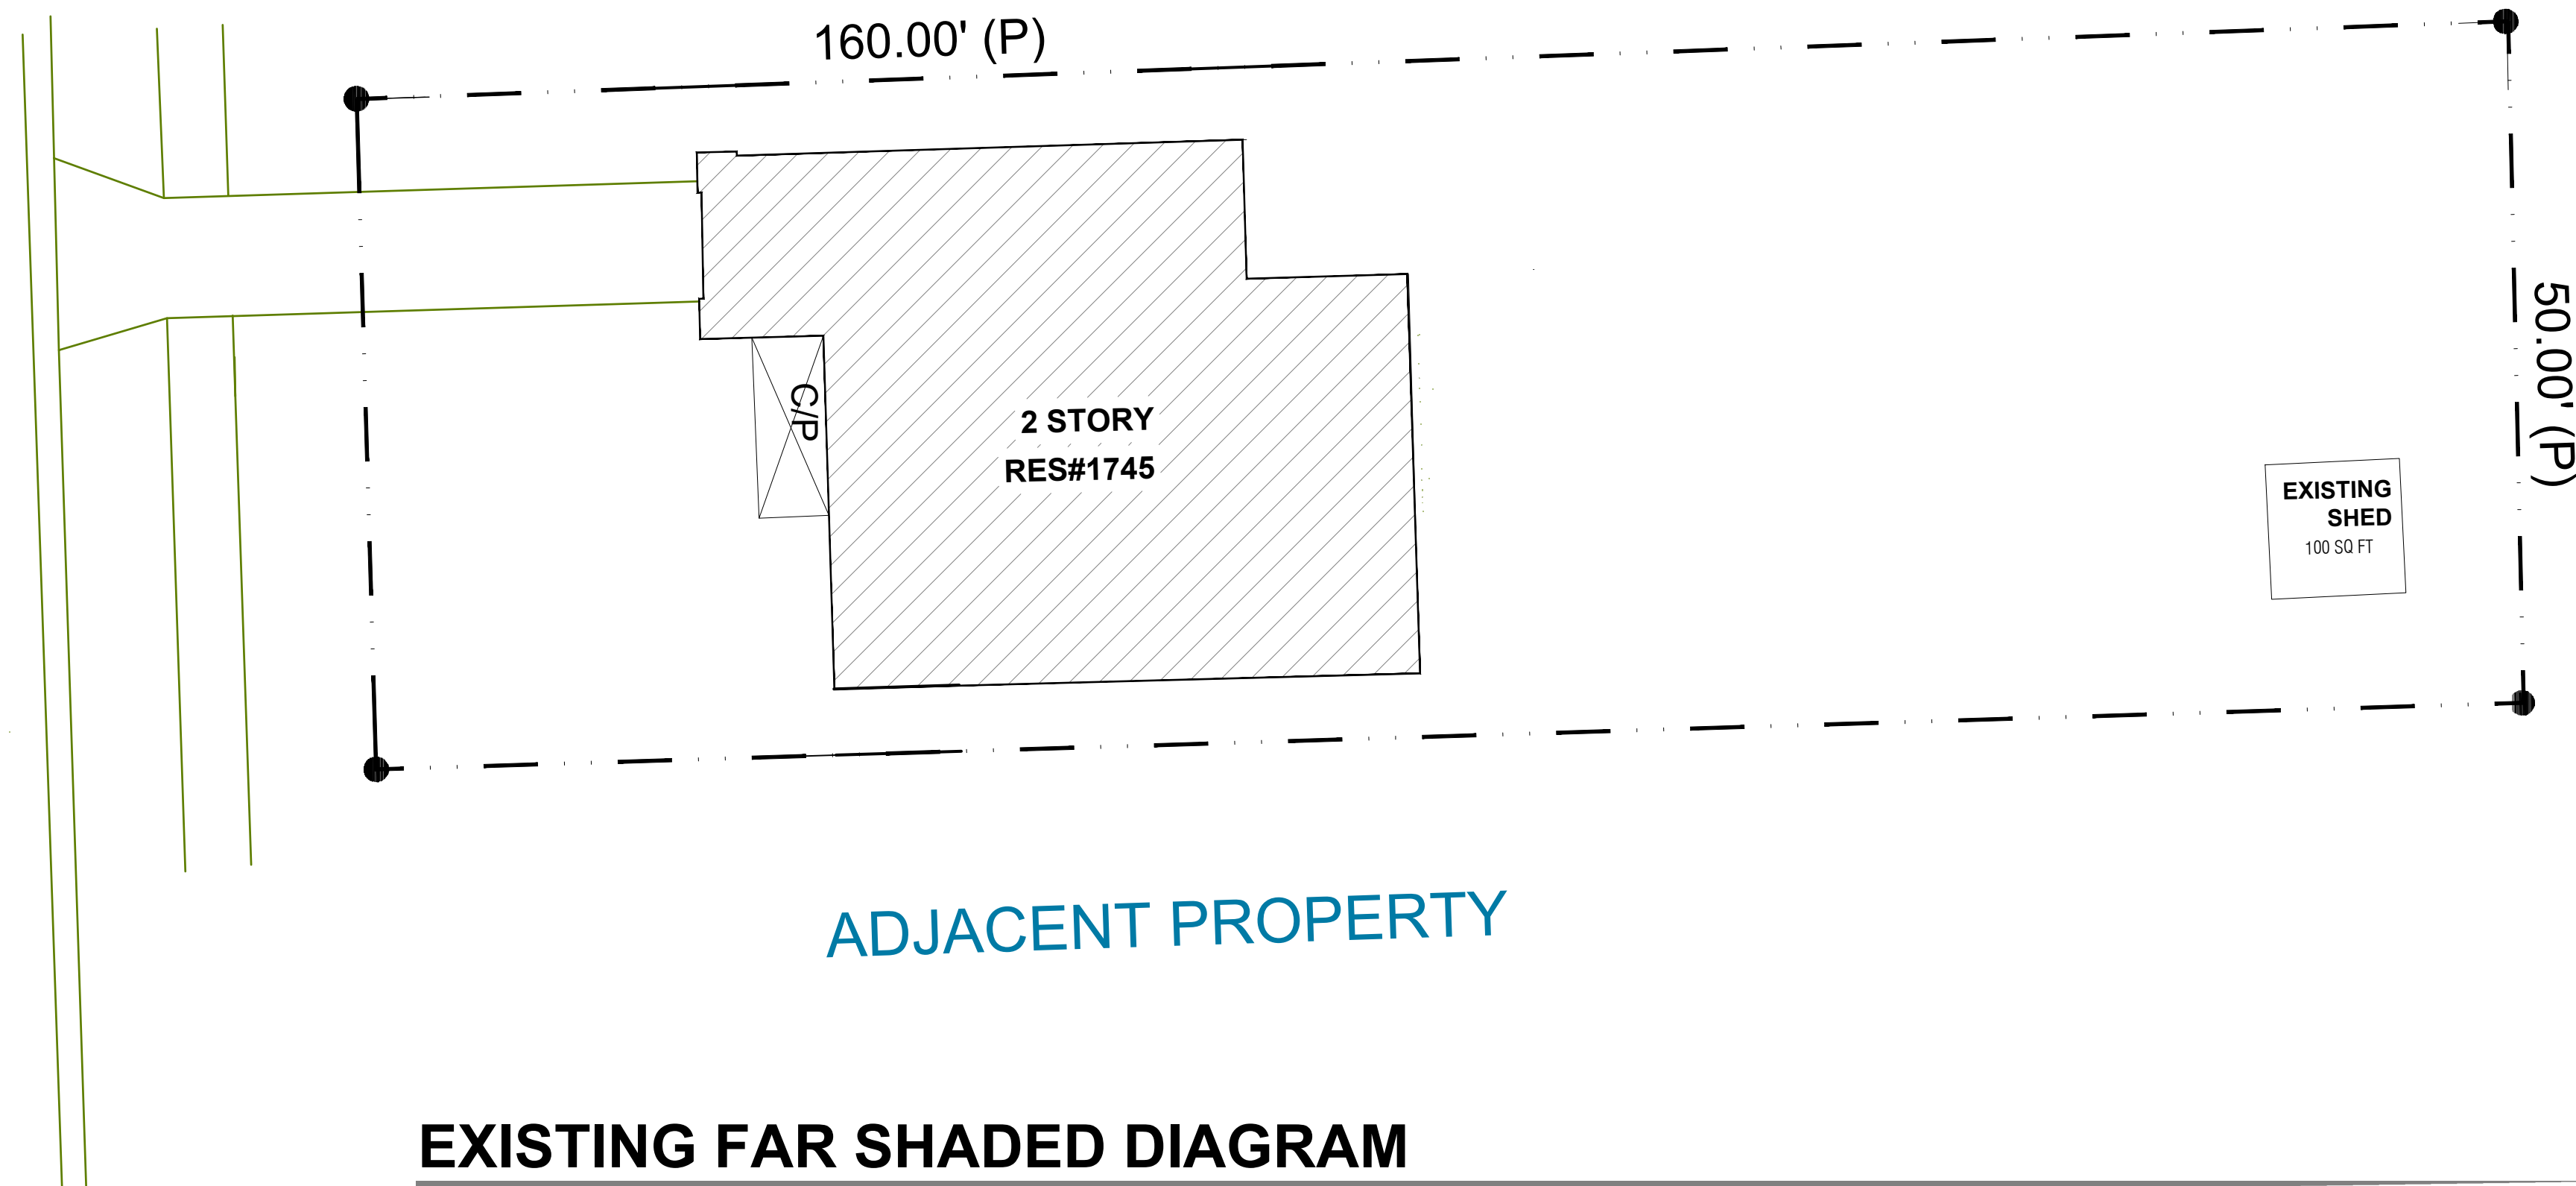 160.00' (P)
50.00' (P)
C/P
2 STORY
RES#1745
EXISTING
SHED
100 SQ FT
ADJACENT PROPERTY
EXISTING FAR SHADED DIAGRAM